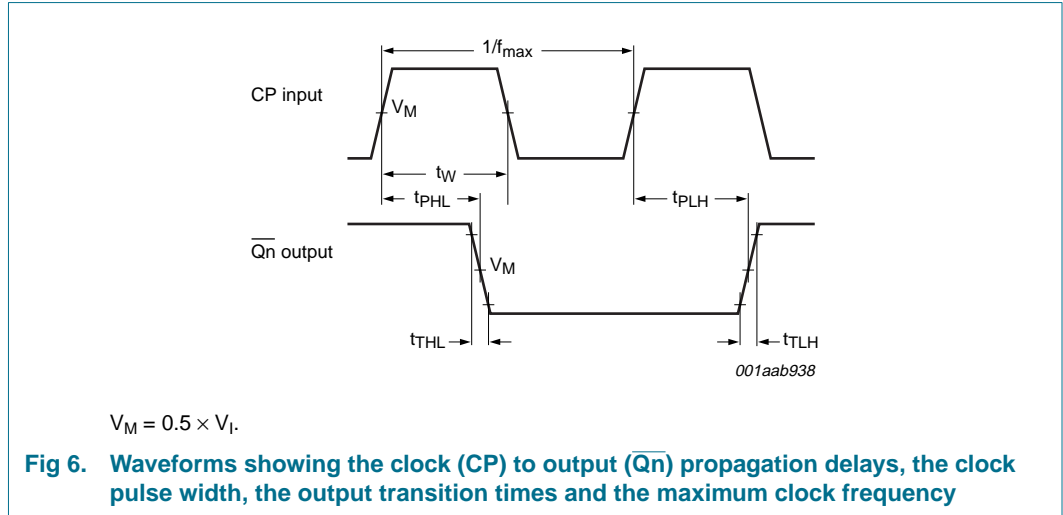 1/fmax
CP input
VM
tW
tPHL
tPLH
Q̅n̅ output
VM
tTHL
tTLH
001aab938
VM = 0.5 × VI.
Fig 6. Waveforms showing the clock (CP) to output (Q̅n̅) propagation delays, the clock
pulse width, the output transition times and the maximum clock frequency